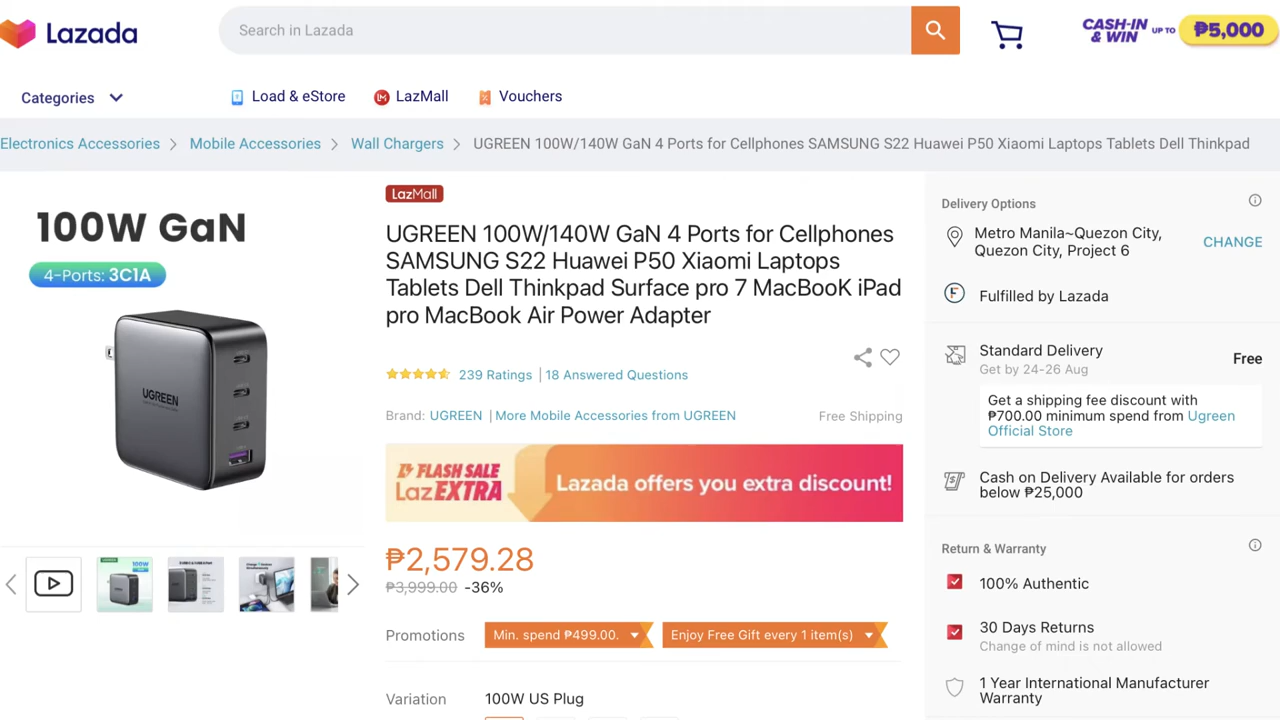 Lazada
Search in Lazada
CASH-IN & WIN UP TO ₱5,000
Categories
Load & eStore
LazMall
Vouchers
Electronics Accessories > Mobile Accessories > Wall Chargers > UGREEN 100W/140W GaN 4 Ports for Cellphones SAMSUNG S22 Huawei P50 Xiaomi Laptops Tablets Dell Thinkpad
100W GaN
4-Ports: 3C1A
UGREEN
LazMall
UGREEN 100W/140W GaN 4 Ports for Cellphones
SAMSUNG S22 Huawei P50 Xiaomi Laptops
Tablets Dell Thinkpad Surface pro 7 MacBooK iPad
pro MacBook Air Power Adapter
239 Ratings | 18 Answered Questions
Brand: UGREEN | More Mobile Accessories from UGREEN
Free Shipping
FLASH SALE
LazEXTRA
Lazada offers you extra discount!
₱2,579.28
₱3,999.00 -36%
Promotions
Min. spend ₱499.00.
Enjoy Free Gift every 1 item(s)
Variation
100W US Plug
Delivery Options
Metro Manila~Quezon City,
Quezon City, Project 6
CHANGE
Fulfilled by Lazada
Standard Delivery
Free
Get by 24-26 Aug
Get a shipping fee discount with
₱700.00 minimum spend from Ugreen
Official Store
Cash on Delivery Available for orders
below ₱25,000
Return & Warranty
100% Authentic
30 Days Returns
Change of mind is not allowed
1 Year International Manufacturer
Warranty